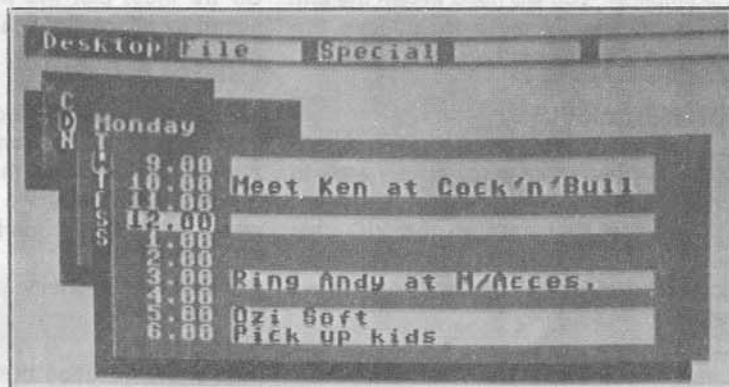 Desktop File Special
C
D
N
Monday
T
W
T
F
S
S
9.00
10.00 Meet Ken at Cock'n'Bull
11.00
12.00
1.00
2.00
3.00 Ring Andy at M/Acces.
4.00
5.00 Ozi Soft
6.00 Pick up kids